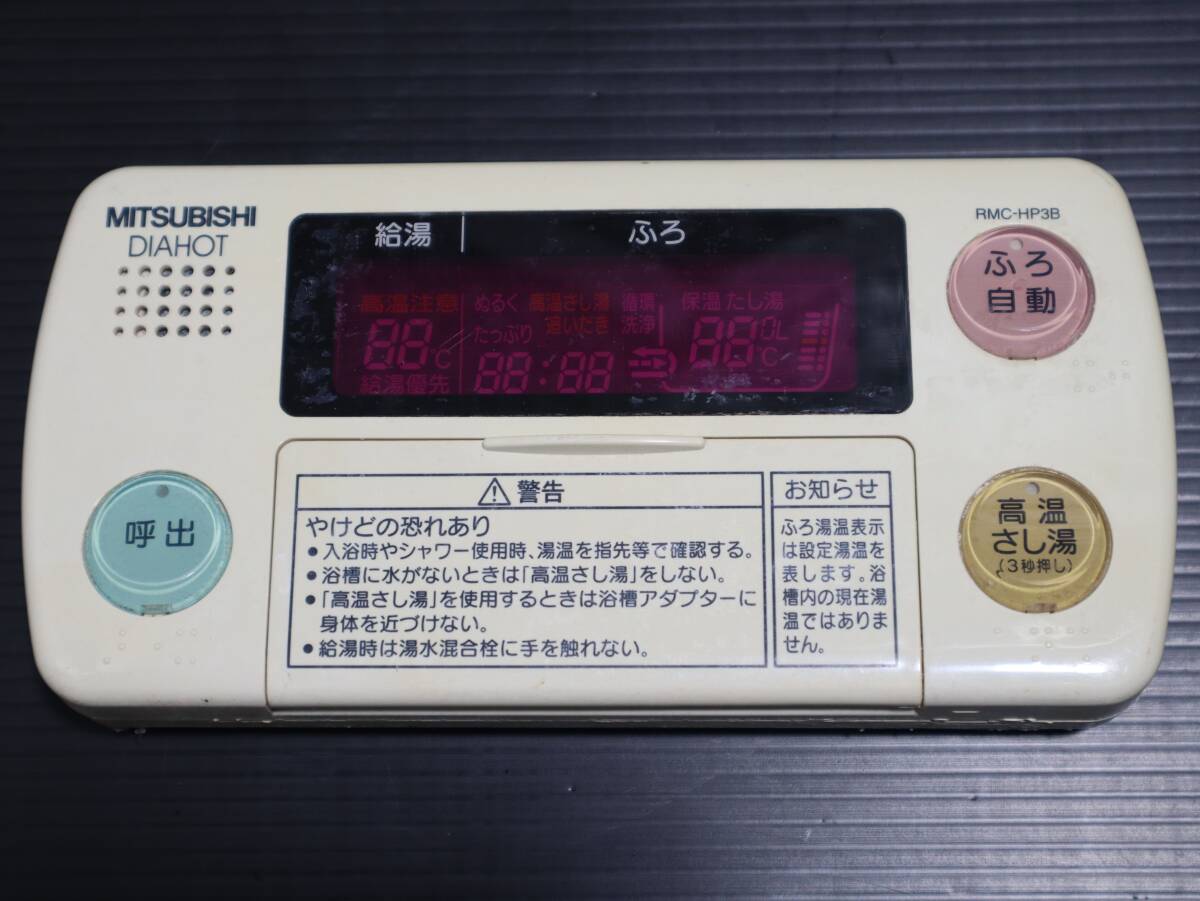 MITSUBISHI
DIAHOT
RMC-HP3B
給湯
ふろ
高温注意
88℃
給湯優先
ぬるく
たっぷり
高温さし湯
追いだき
循環
洗浄
88:88
保温 たし湯
88 0L
℃
ふろ
自動
呼出
高温
さし湯
(3秒押し)
警告
やけどの恐れあり
●入浴時やシャワー使用時、湯温を指先等で確認する。
●浴槽に水がないときは「高温さし湯」をしない。
●「高温さし湯」を使用するときは浴槽アダプターに
身体を近づけない。
●給湯時は湯水混合栓に手を触れない。
お知らせ
ふろ湯温表示
は設定湯温を
表します。浴
槽内の現在湯
温ではありま
せん。